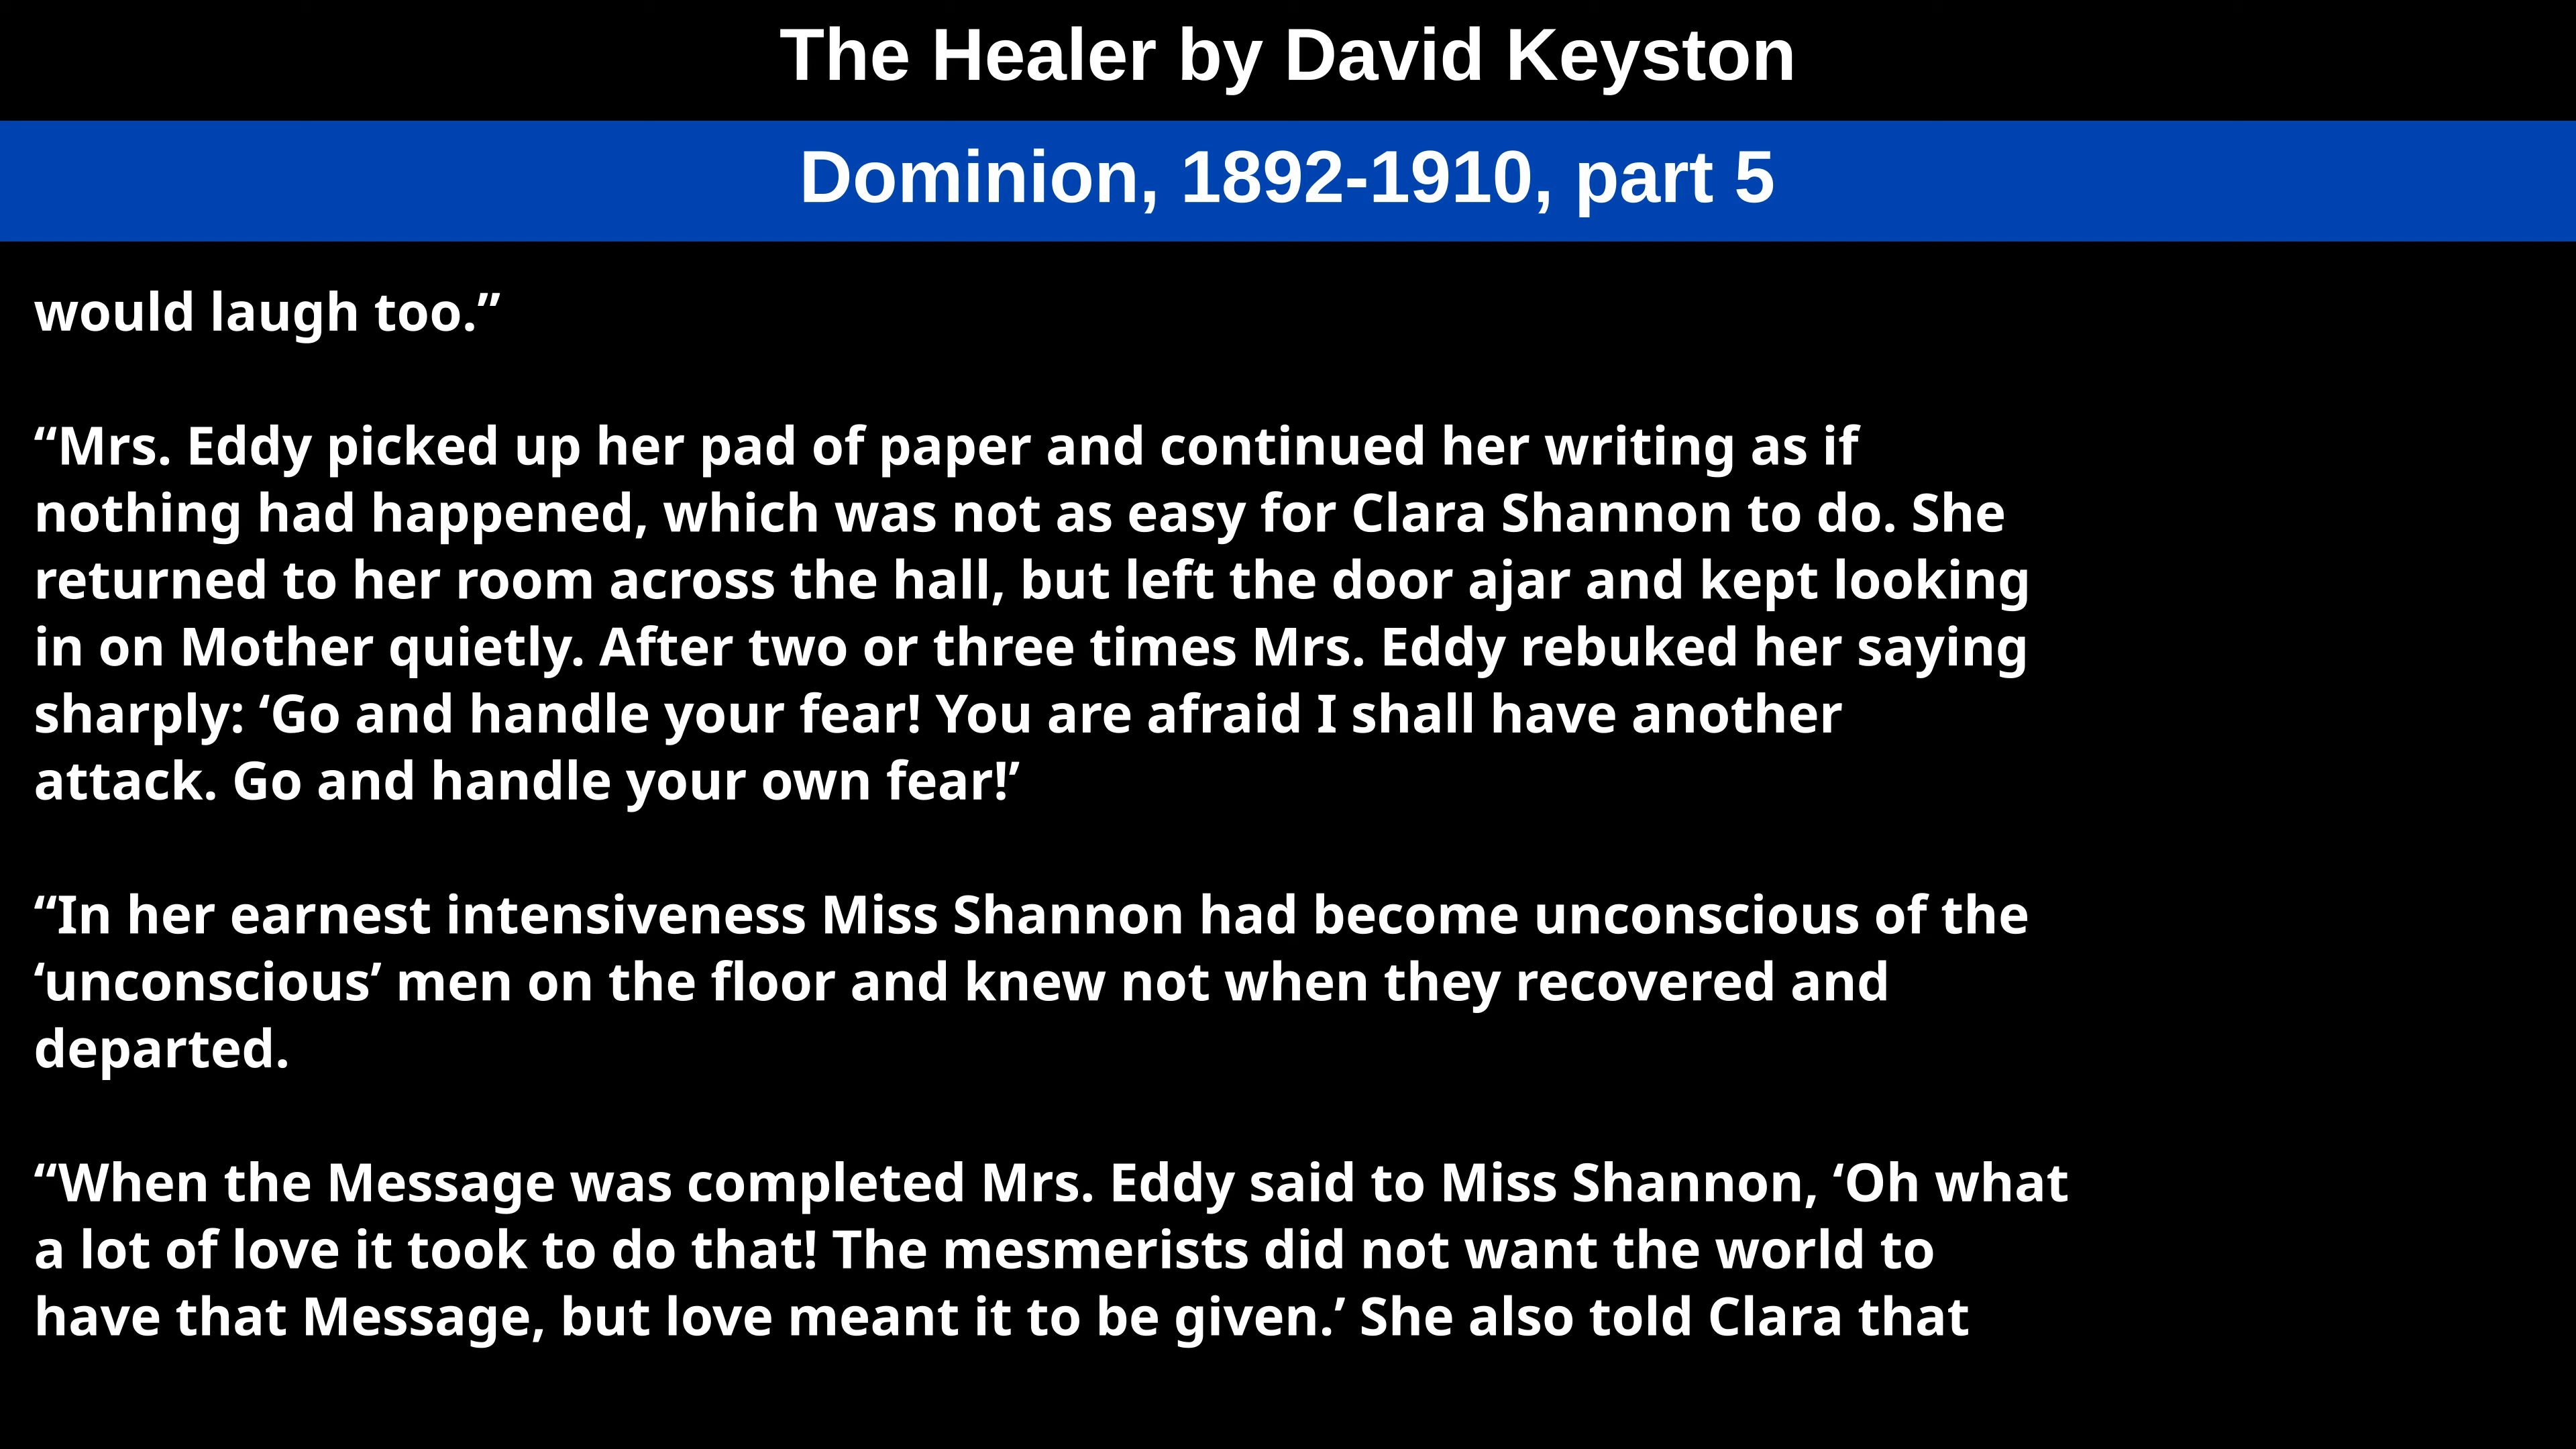 The Healer by David Keyston
Dominion, 1892-1910, part 5
would laugh too.”
“Mrs. Eddy picked up her pad of paper and continued her writing as if
nothing had happened, which was not as easy for Clara Shannon to do. She
returned to her room across the hall, but left the door ajar and kept looking
in on Mother quietly. After two or three times Mrs. Eddy rebuked her saying
sharply: ‘Go and handle your fear! You are afraid I shall have another
attack. Go and handle your own fear!’
“In her earnest intensiveness Miss Shannon had become unconscious of the
‘unconscious’ men on the floor and knew not when they recovered and
departed.
“When the Message was completed Mrs. Eddy said to Miss Shannon, ‘Oh what
a lot of love it took to do that! The mesmerists did not want the world to
have that Message, but love meant it to be given.’ She also told Clara that